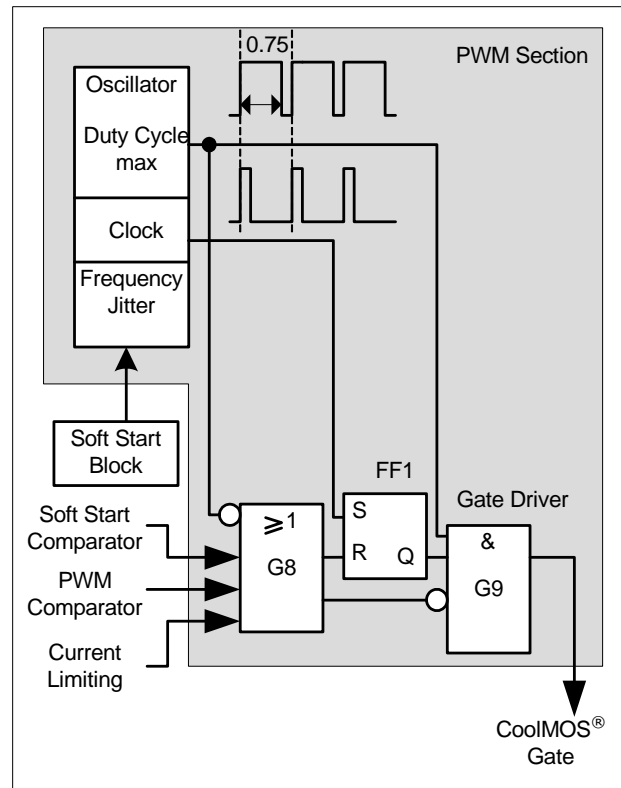 0.75
PWM Section
Oscillator
Duty Cycle
max
Clock
Frequency
Jitter
Soft Start
Block
FF1
Gate Driver
Soft Start
Comparator
PWM
Comparator
Current
Limiting
≥1
G8
S
R
Q
&
G9
CoolMOS®
Gate